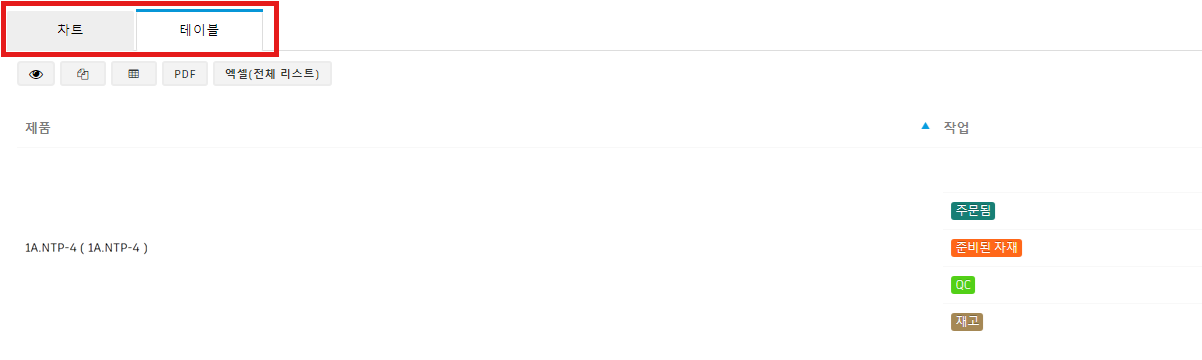 차트 테이블
PDF 엑셀(전체 리스트)
제품 작업
주문됨
1A.NTP-4 ( 1A.NTP-4 ) 준비된 자재
QC
재고